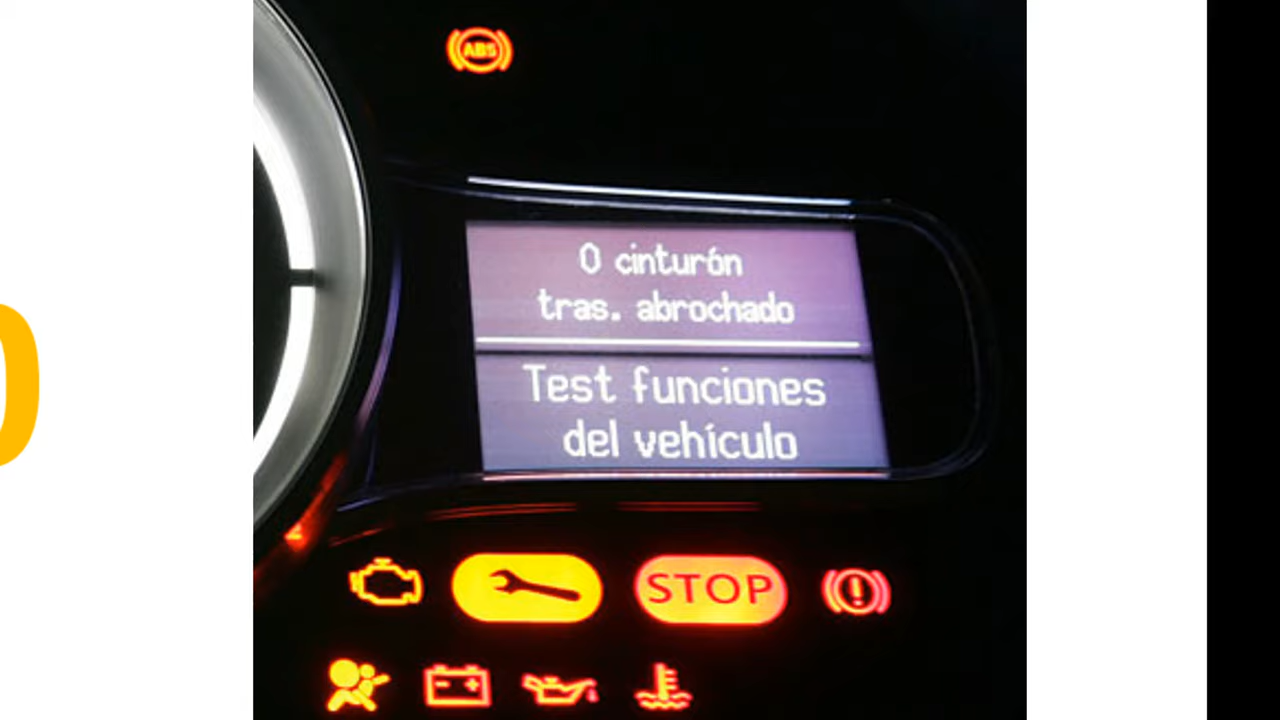 ABS
0 cinturón
tras. abrochado
Test funciones
del vehículo
STOP